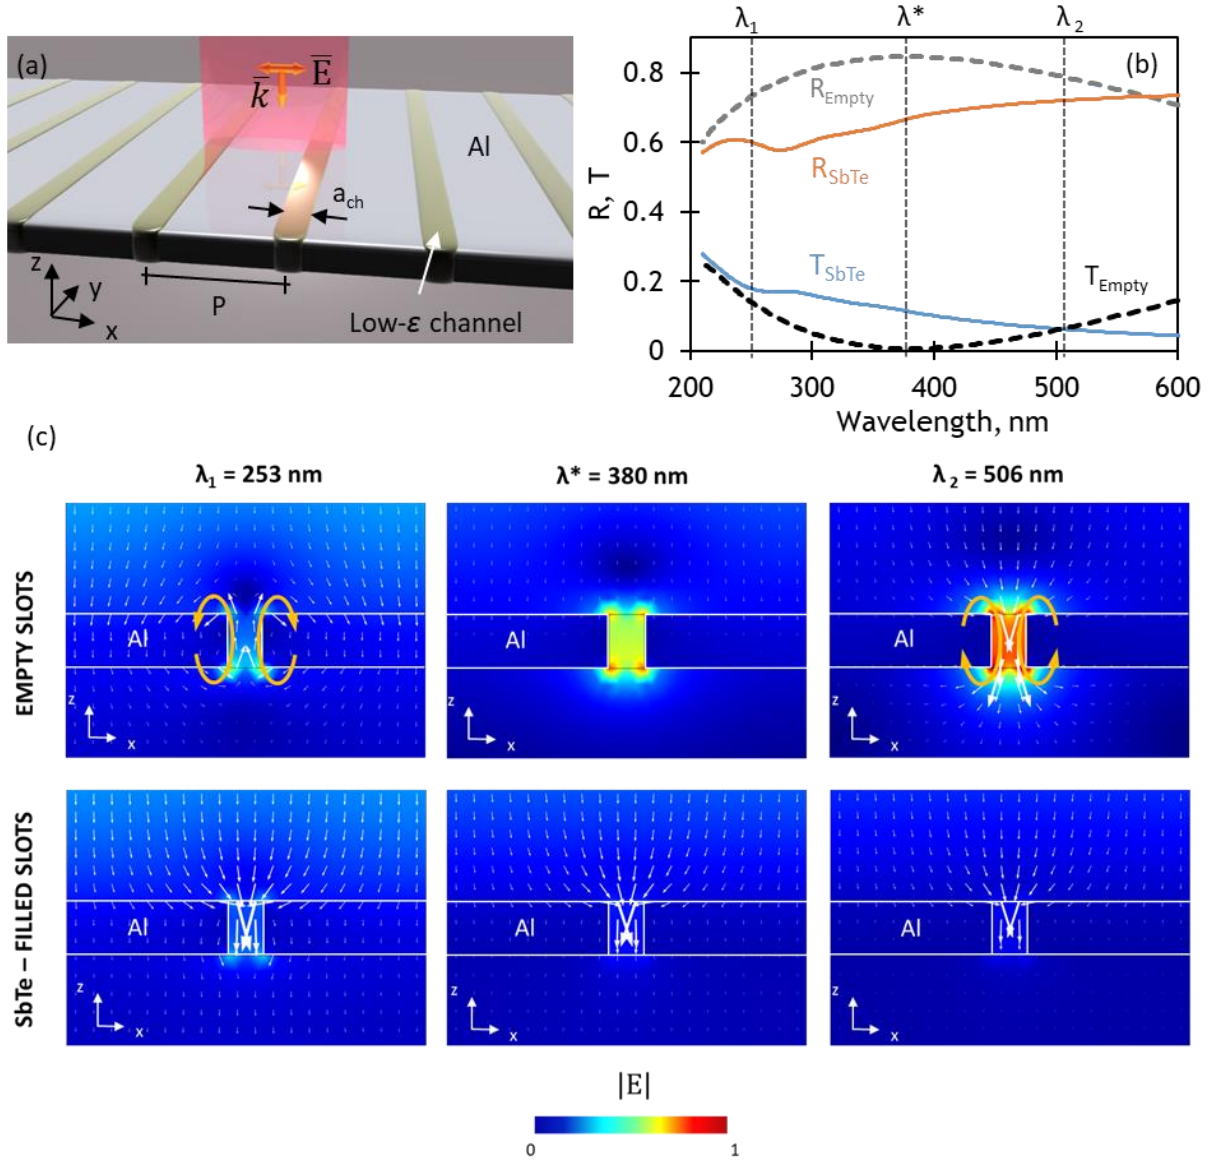 (a)
E̅
k̅
Al
a_ch
P
Low-ε channel
z
y
x
λ₁
λ*
λ₂
(b)
R, T
0.8
0.6
0.4
0.2
0
R_Empty
R_SbTe
T_SbTe
T_Empty
200 300 400 500 600
Wavelength, nm
(c)
λ₁ = 253 nm
λ* = 380 nm
λ₂ = 506 nm
EMPTY SLOTS
Al
z
x
Al
z
x
Al
z
x
SbTe – FILLED SLOTS
Al
z
x
Al
z
x
Al
z
x
|E|
0 1